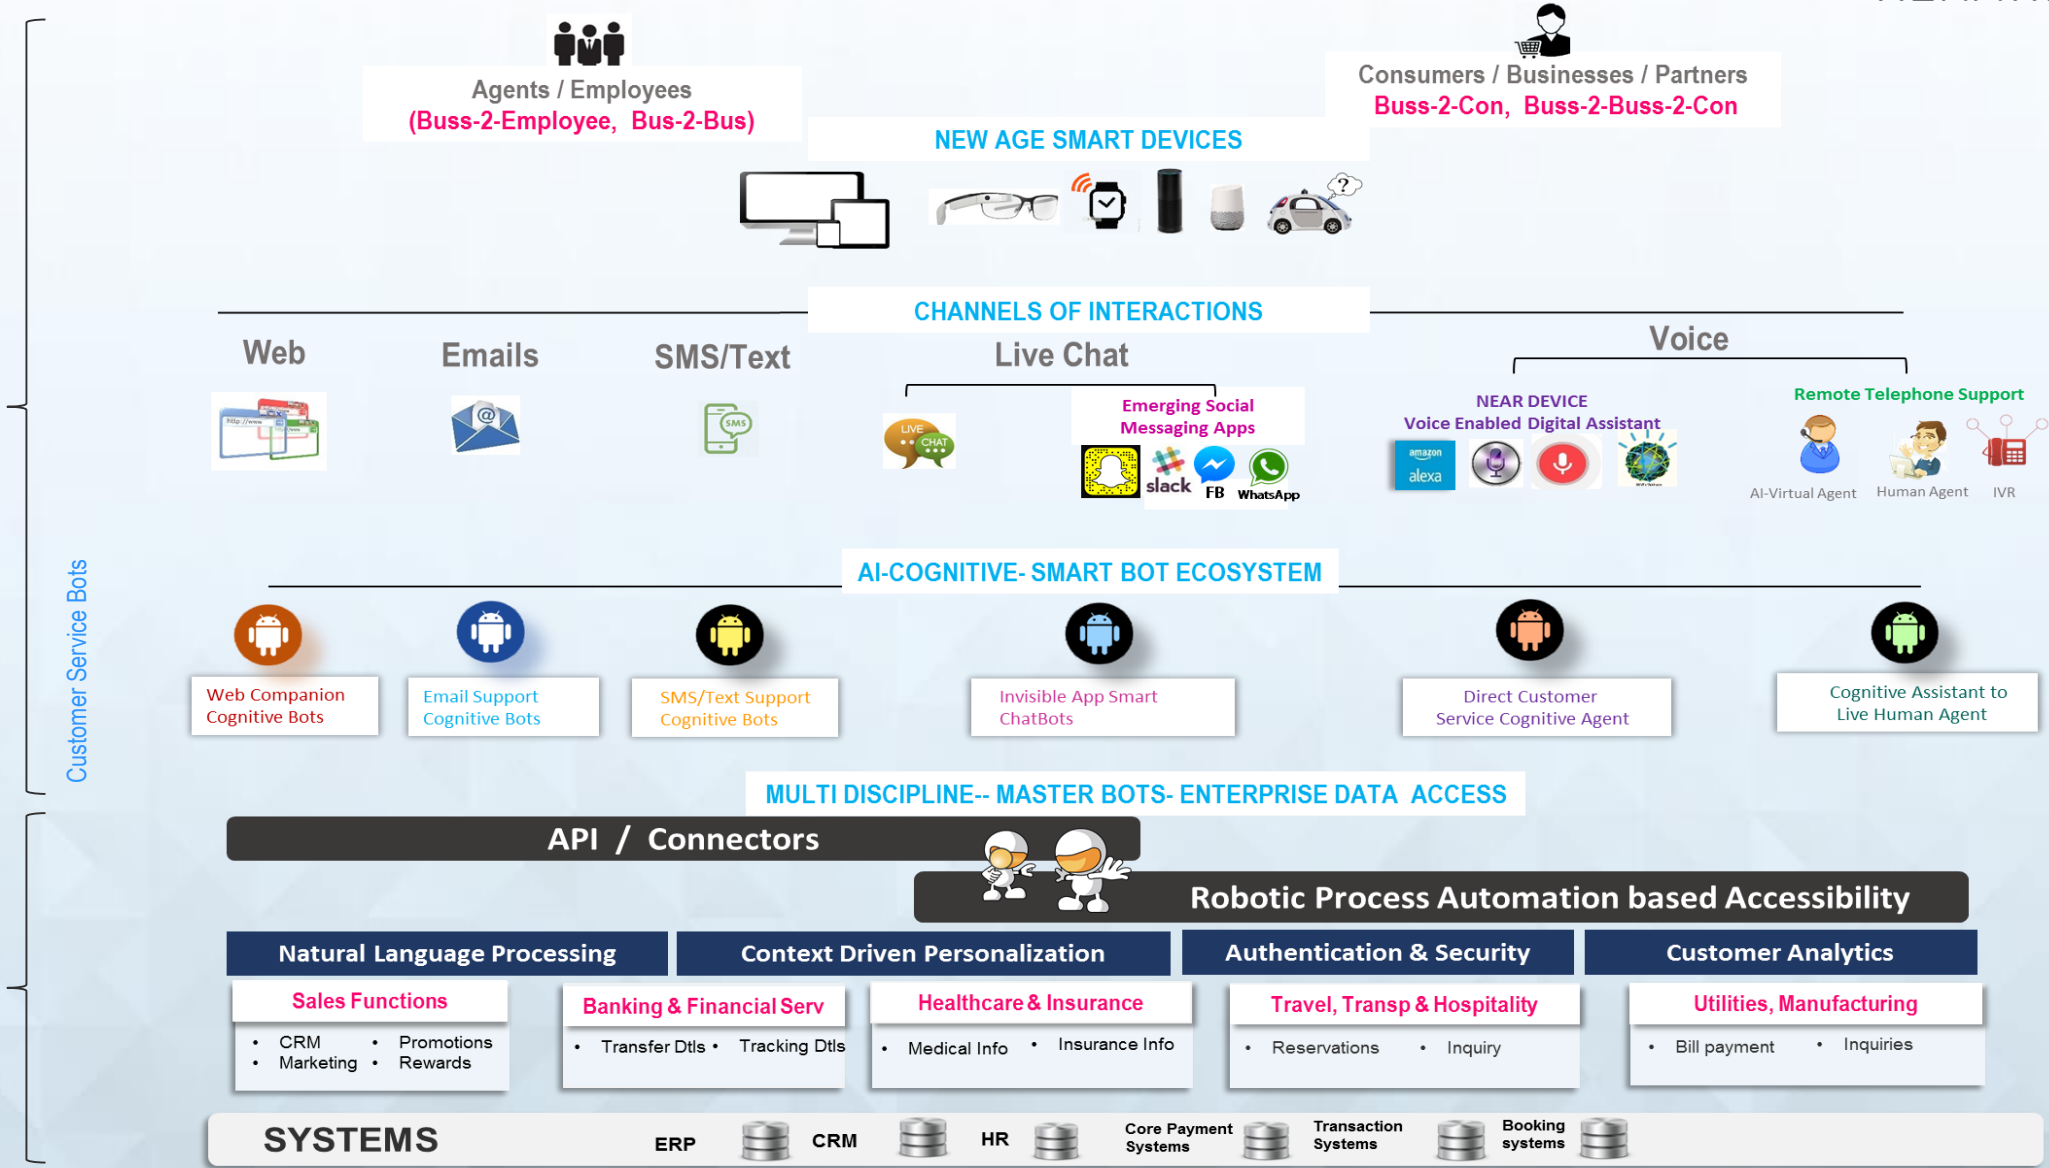 Agents / Employees
(Buss-2-Employee, Bus-2-Bus)
Consumers / Businesses / Partners
Buss-2-Con, Buss-2-Buss-2-Con
NEW AGE SMART DEVICES
?
CHANNELS OF INTERACTIONS
Web
Emails
SMS/Text
Live Chat
Voice
http://www
@
SMS
LIVE
CHAT
Emerging Social
Messaging Apps
slack
FB
WhatsApp
NEAR DEVICE
Voice Enabled Digital Assistant
amazon
alexa
Remote Telephone Support
AI-Virtual Agent
Human Agent
IVR
AI-COGNITIVE- SMART BOT ECOSYSTEM
Customer Service Bots
Web Companion
Cognitive Bots
Email Support
Cognitive Bots
SMS/Text Support
Cognitive Bots
Invisible App Smart
ChatBots
Direct Customer
Service Cognitive Agent
Cognitive Assistant to
Live Human Agent
MULTI DISCIPLINE-- MASTER BOTS- ENTERPRISE DATA ACCESS
API / Connectors
Robotic Process Automation based Accessibility
Natural Language Processing
Context Driven Personalization
Authentication & Security
Customer Analytics
Sales Functions
• CRM • Promotions
• Marketing • Rewards
Banking & Financial Serv
• Transfer Dtls • Tracking Dtls
Healthcare & Insurance
• Medical Info • Insurance Info
Travel, Transp & Hospitality
• Reservations • Inquiry
Utilities, Manufacturing
• Bill payment • Inquiries
SYSTEMS
ERP
CRM
HR
Core Payment
Systems
Transaction
Systems
Booking
systems